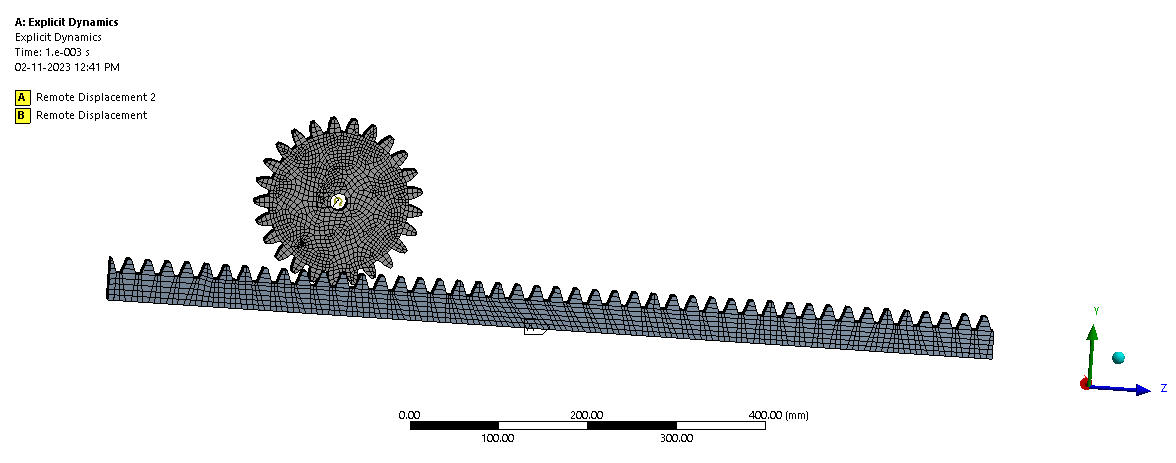 A: Explicit Dynamics
Explicit Dynamics
Time: 1.e-003 s
02-11-2023 12:41 PM
A Remote Displacement 2
B Remote Displacement
Y
Z
0.00 200.00 400.00 (mm)
100.00 300.00